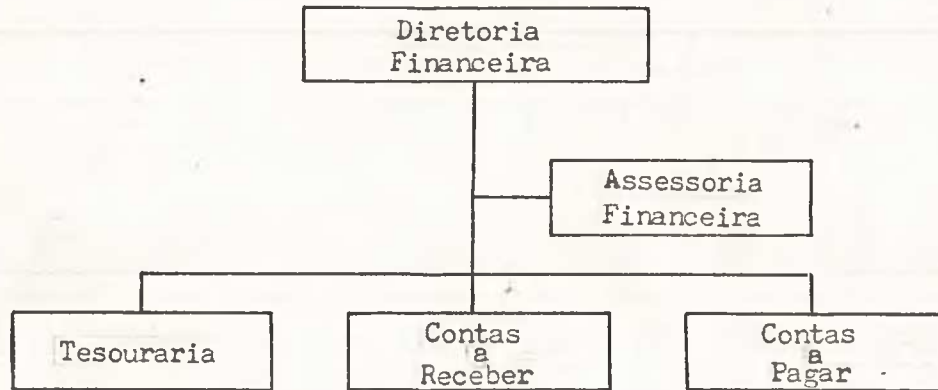 Diretoria
Financeira
Assessoria
Financeira
Tesouraria
Contas
a
Receber
Contas
a
Pagar